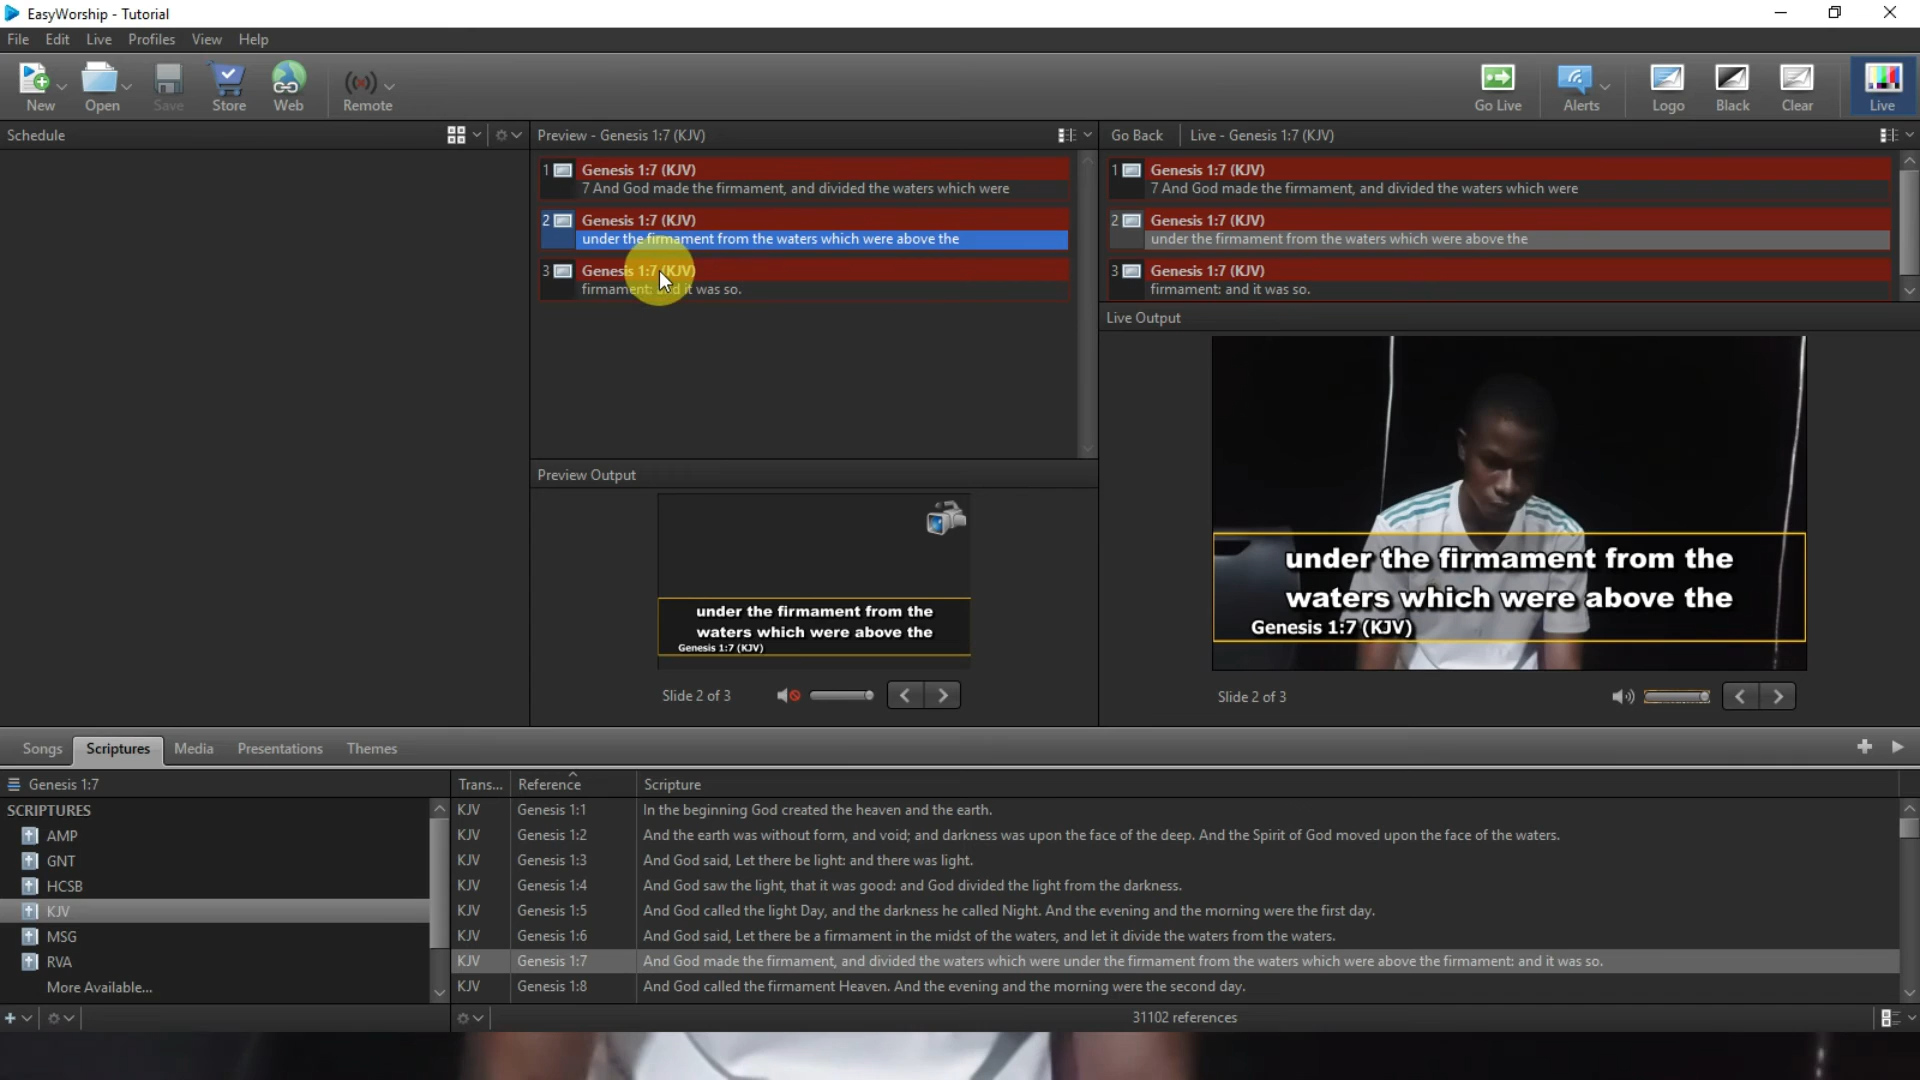 EasyWorship - Tutorial
File Edit Live Profiles View Help
New Open Save Store Web Remote Go Live Alerts Logo Black Clear Live
Schedule
Preview - Genesis 1:7 (KJV)
1 Genesis 1:7 (KJV)
7 And God made the firmament, and divided the waters which were
2 Genesis 1:7 (KJV)
under the firmament from the waters which were above the
3 Genesis 1:7 (KJV)
firmament: and it was so.
Preview Output
under the firmament from the
waters which were above the
Genesis 1:7 (KJV)
Slide 2 of 3
Go Back Live - Genesis 1:7 (KJV)
1 Genesis 1:7 (KJV)
7 And God made the firmament, and divided the waters which were
2 Genesis 1:7 (KJV)
under the firmament from the waters which were above the
3 Genesis 1:7 (KJV)
firmament: and it was so.
Live Output
under the firmament from the
waters which were above the
Genesis 1:7 (KJV)
Slide 2 of 3
Songs Scriptures Media Presentations Themes
Genesis 1:7
SCRIPTURES
AMP
GNT
HCSB
KJV
MSG
RVA
More Available...
Trans... Reference Scripture
KJV Genesis 1:1 In the beginning God created the heaven and the earth.
KJV Genesis 1:2 And the earth was without form, and void; and darkness was upon the face of the deep. And the Spirit of God moved upon the face of the waters.
KJV Genesis 1:3 And God said, Let there be light: and there was light.
KJV Genesis 1:4 And God saw the light, that it was good: and God divided the light from the darkness.
KJV Genesis 1:5 And God called the light Day, and the darkness he called Night. And the evening and the morning were the first day.
KJV Genesis 1:6 And God said, Let there be a firmament in the midst of the waters, and let it divide the waters from the waters.
KJV Genesis 1:7 And God made the firmament, and divided the waters which were under the firmament from the waters which were above the firmament: and it was so.
KJV Genesis 1:8 And God called the firmament Heaven. And the evening and the morning were the second day.
31102 references